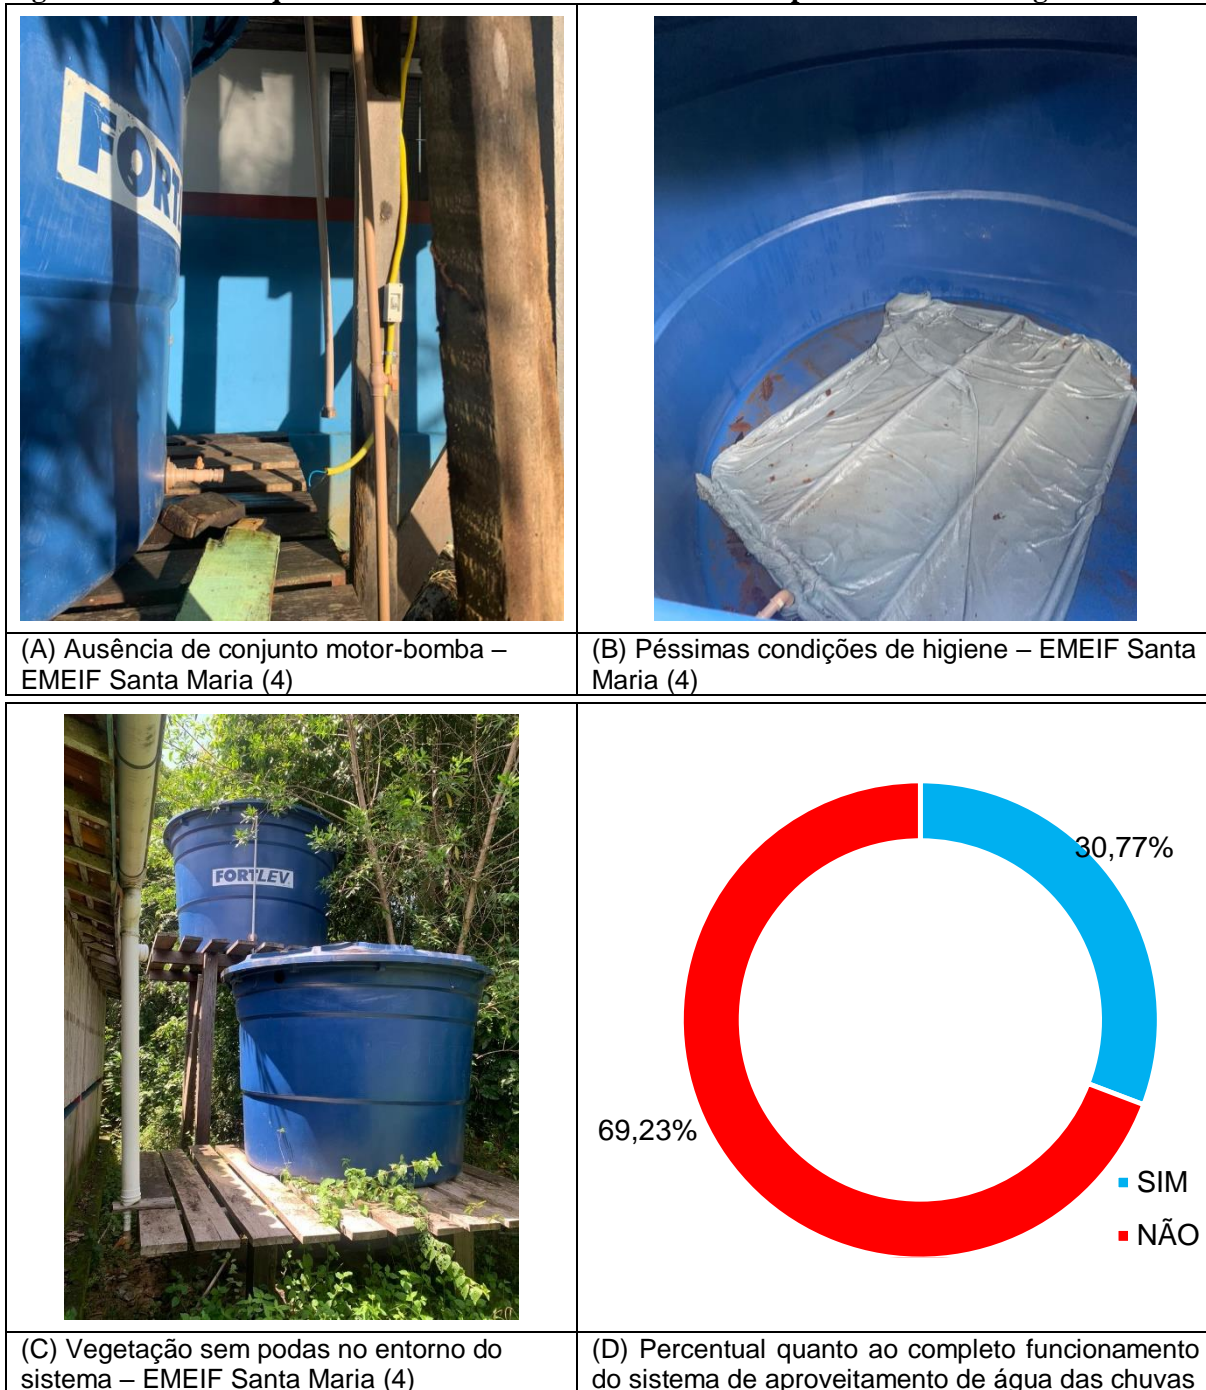 FORT
(A) Ausência de conjunto motor-bomba –
EMEIF Santa Maria (4)
(B) Péssimas condições de higiene – EMEIF Santa
Maria (4)
FORTLEV
(C) Vegetação sem podas no entorno do
sistema – EMEIF Santa Maria (4)
30,77%
69,23%
SIM
NÃO
(D) Percentual quanto ao completo funcionamento
do sistema de aproveitamento de água das chuvas